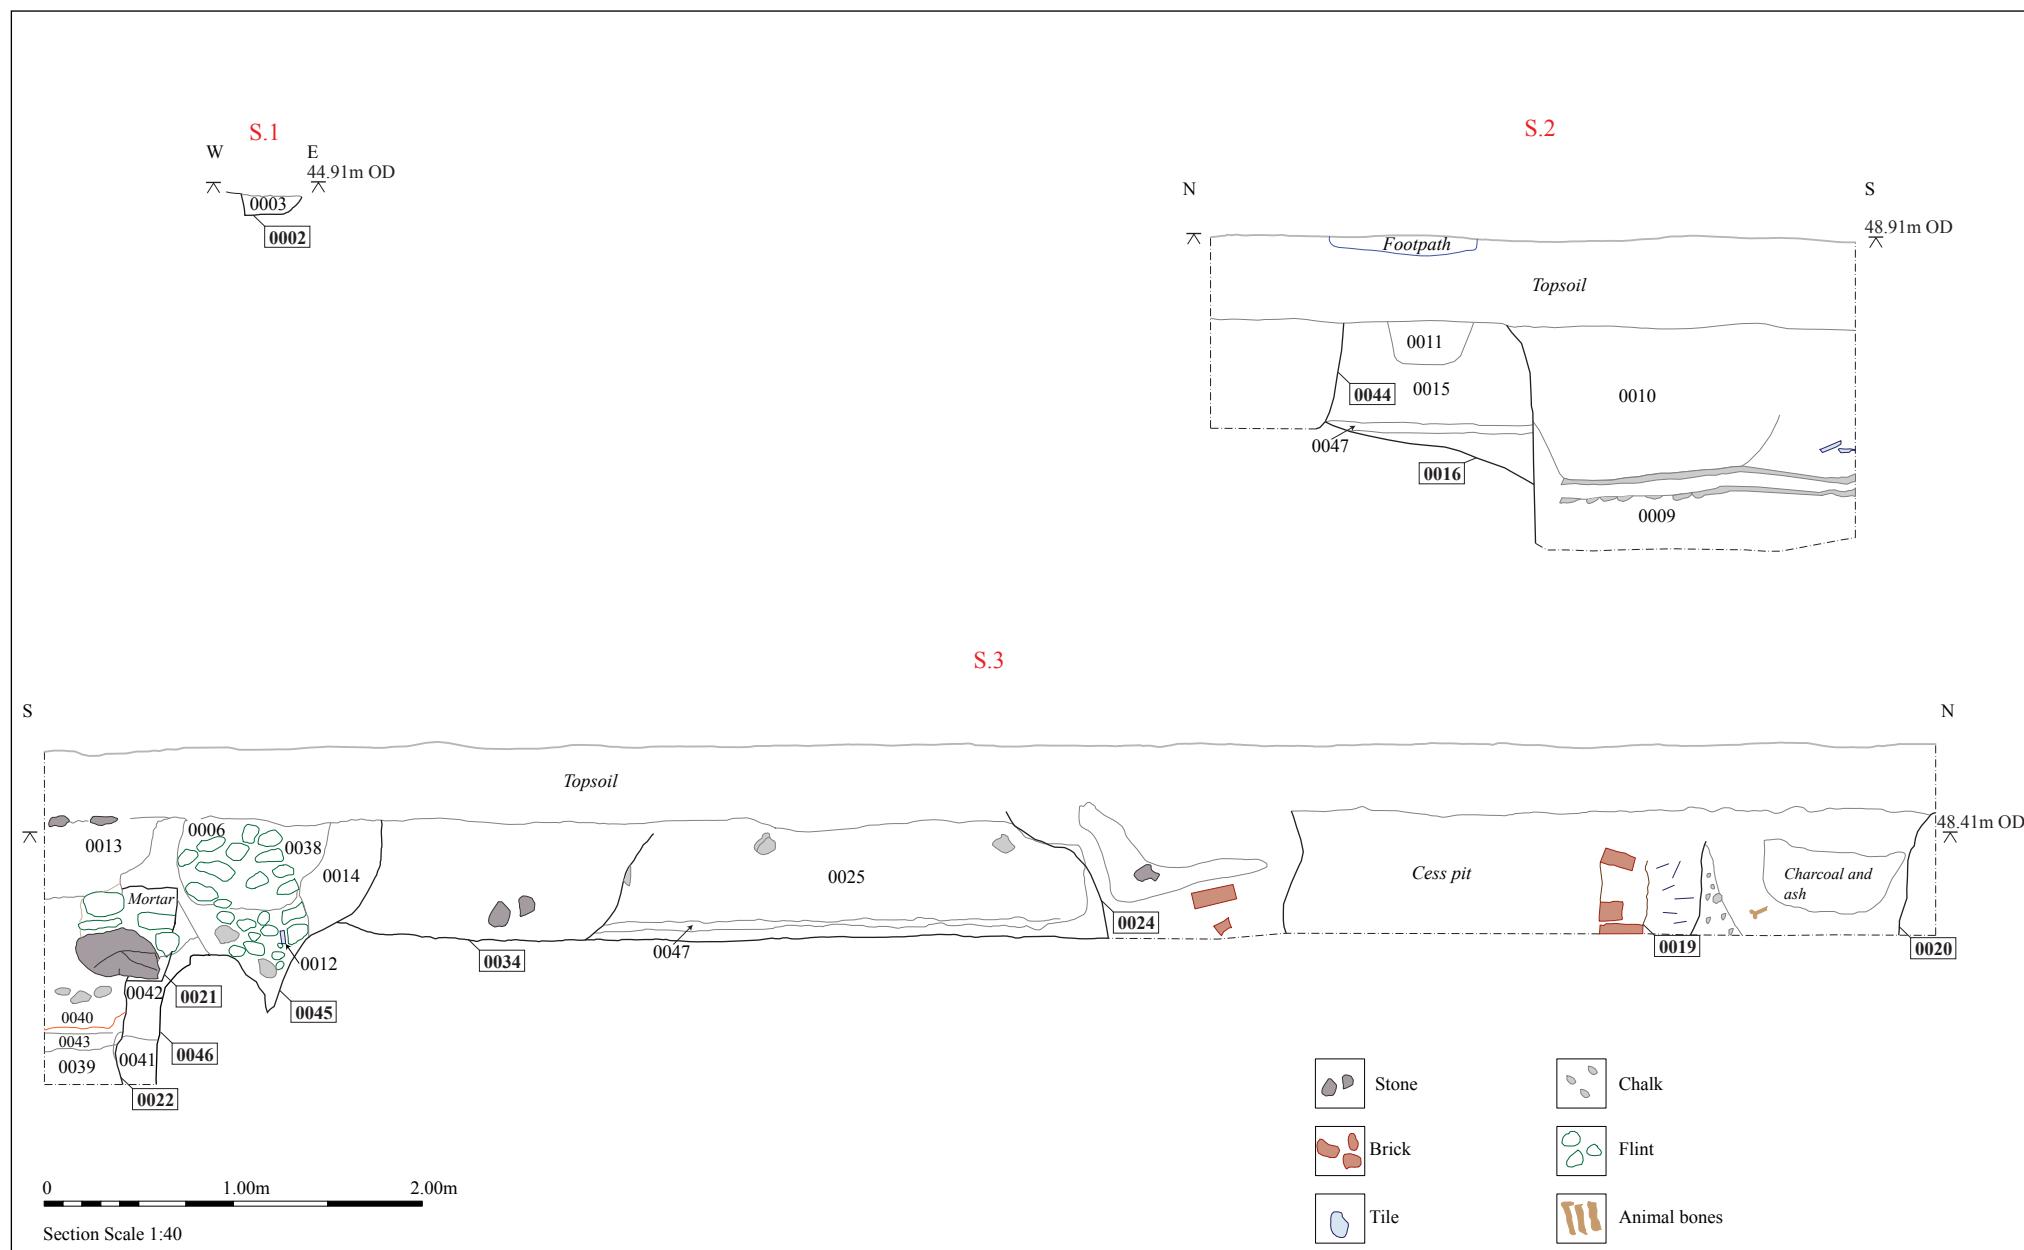 S.1
W E
44.91m OD
0003
0002
S.2
N S
48.91m OD
Footpath
Topsoil
0011
0044
0015
0010
0047
0016
0009
S.3
S N
Topsoil
48.41m OD
0006
0013
0038
0014
0025
Mortar
Cess pit
Charcoal and
ash
0024
0012
0034
0047
0019
0020
0042
0021
0045
0040
0043
0046
0039
0041
0022
Stone
Chalk
Brick
Flint
Tile
Animal bones
0 1.00m 2.00m
Section Scale 1:40